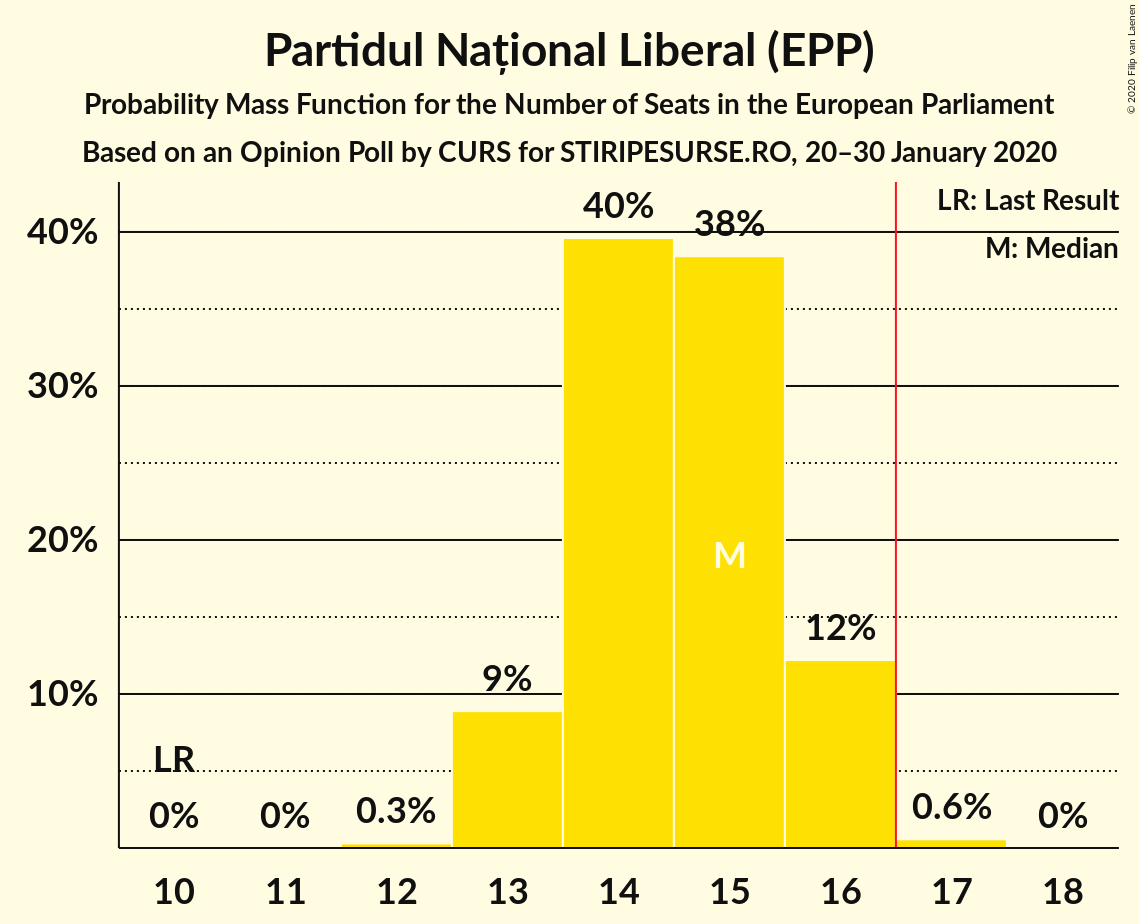 Partidul Național Liberal (EPP)
Probability Mass Function for the Number of Seats in the European Parliament
Based on an Opinion Poll by CURS for STIRIPESURSE.RO, 20–30 January 2020
© 2020 Filip van Laenen
LR: Last Result
M: Median
40%
30%
20%
10%
LR
0%
0%
0.3%
9%
40%
38%
M
12%
0.6%
0%
10 11 12 13 14 15 16 17 18